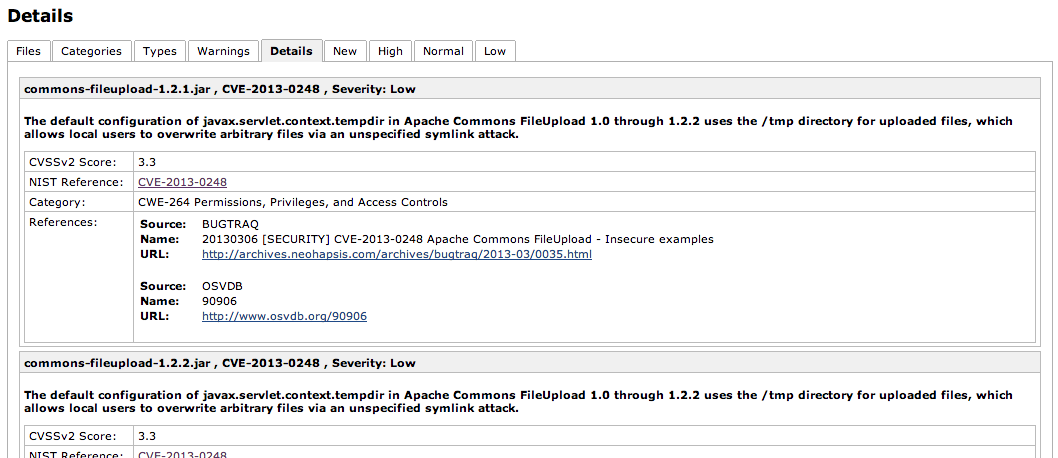 Details
Files Categories Types Warnings Details New High Normal Low
commons-fileupload-1.2.1.jar , CVE-2013-0248 , Severity: Low
The default configuration of javax.servlet.context.tempdir in Apache Commons FileUpload 1.0 through 1.2.2 uses the /tmp directory for uploaded files, which
allows local users to overwrite arbitrary files via an unspecified symlink attack.
CVSSv2 Score: 3.3
NIST Reference: CVE-2013-0248
Category: CWE-264 Permissions, Privileges, and Access Controls
References: Source: BUGTRAQ
Name: 20130306 [SECURITY] CVE-2013-0248 Apache Commons FileUpload - Insecure examples
URL: http://archives.neohapsis.com/archives/bugtraq/2013-03/0035.html
Source: OSVDB
Name: 90906
URL: http://www.osvdb.org/90906
commons-fileupload-1.2.2.jar , CVE-2013-0248 , Severity: Low
The default configuration of javax.servlet.context.tempdir in Apache Commons FileUpload 1.0 through 1.2.2 uses the /tmp directory for uploaded files, which
allows local users to overwrite arbitrary files via an unspecified symlink attack.
CVSSv2 Score: 3.3
NIST Reference: CVE-2013-0248